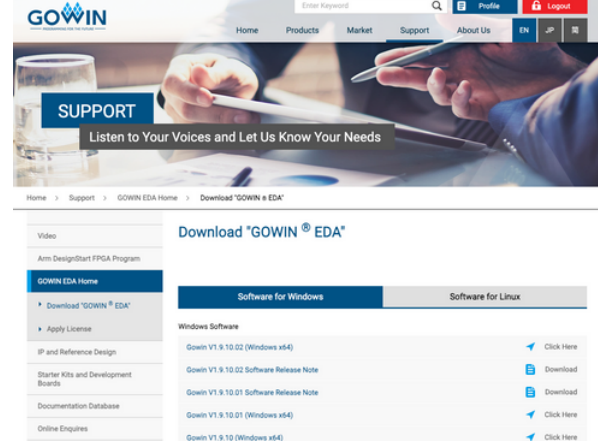 GOWIN
PROGRAMMING FOR THE FUTURE
Enter Keyword
Profile
Logout
Home Products Market Support About Us EN JP 简
SUPPORT
Listen to Your Voices and Let Us Know Your Needs
Home > Support > GOWIN EDA Home > Download "GOWIN ® EDA"
Video
Arm DesignStart FPGA Program
GOWIN EDA Home
Download "GOWIN ® EDA"
Apply License
IP and Reference Design
Starter Kits and Development
Boards
Documentation Database
Online Enquires
Download "GOWIN ® EDA"
Software for Windows Software for Linux
Windows Software
Gowin V1.9.10.02 (Windows x64) Click Here
Gowin V1.9.10.02 Software Release Note Download
Gowin V1.9.10.01 Software Release Note Download
Gowin V1.9.10.01 (Windows x64) Click Here
Gowin V1.9.10 (Windows x64) Click Here